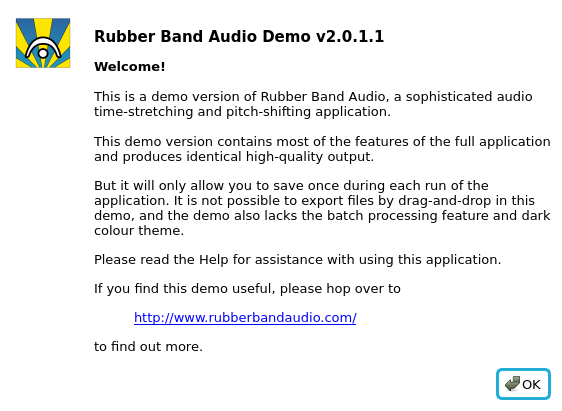 Rubber Band Audio Demo v2.0.1.1
Welcome!
This is a demo version of Rubber Band Audio, a sophisticated audio
time-stretching and pitch-shifting application.
This demo version contains most of the features of the full application
and produces identical high-quality output.
But it will only allow you to save once during each run of the
application. It is not possible to export files by drag-and-drop in this
demo, and the demo also lacks the batch processing feature and dark
colour theme.
Please read the Help for assistance with using this application.
If you find this demo useful, please hop over to
http://www.rubberbandaudio.com/
to find out more.
OK